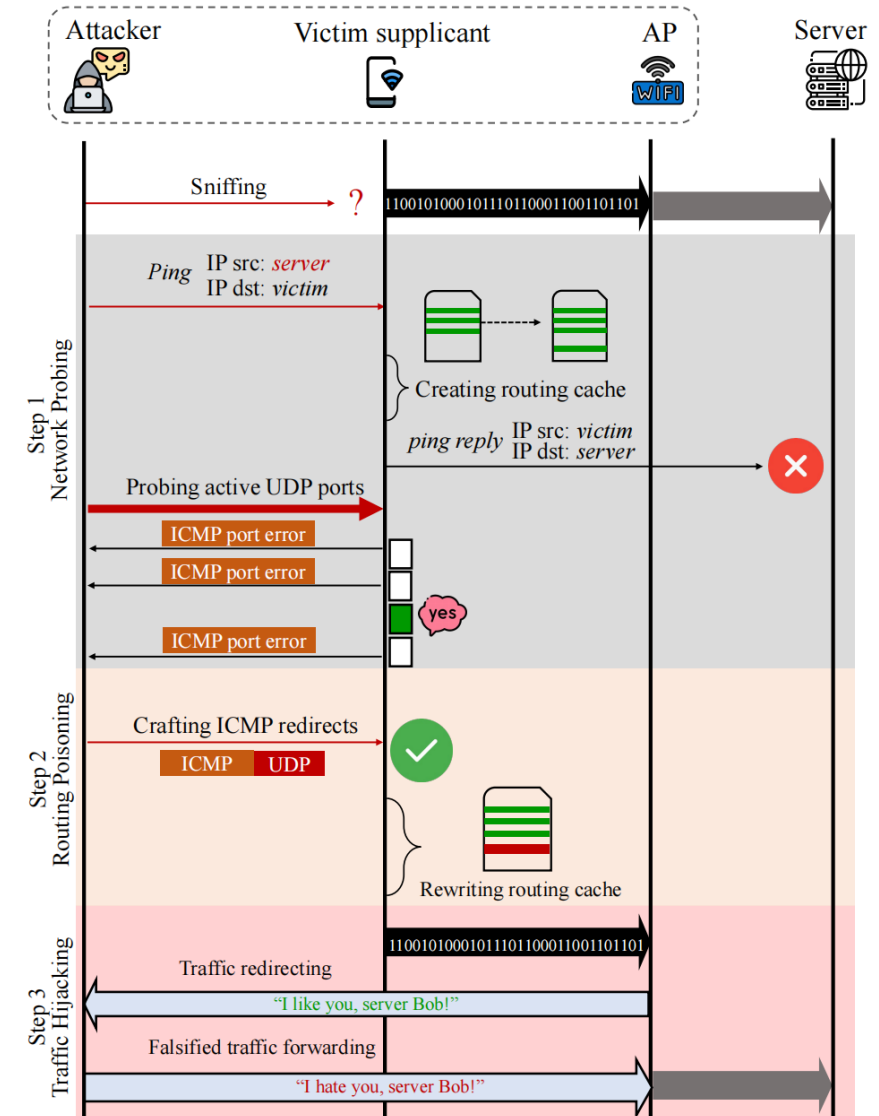 Attacker
Victim supplicant
AP
Server
WiFi
Sniffing
?
11001010001011101100011001101101
Step 1
Network Probing
Ping
IP src: server
IP dst: victim
Creating routing cache
ping reply
IP src: victim
IP dst: server
Probing active UDP ports
ICMP port error
ICMP port error
yes
ICMP port error
Step 2
Routing Poisoning
Crafting ICMP redirects
ICMP
UDP
Rewriting routing cache
Step 3
Traffic Hijacking
11001010001011101100011001101101
Traffic redirecting
“I like you, server Bob!”
Falsified traffic forwarding
“I hate you, server Bob!”